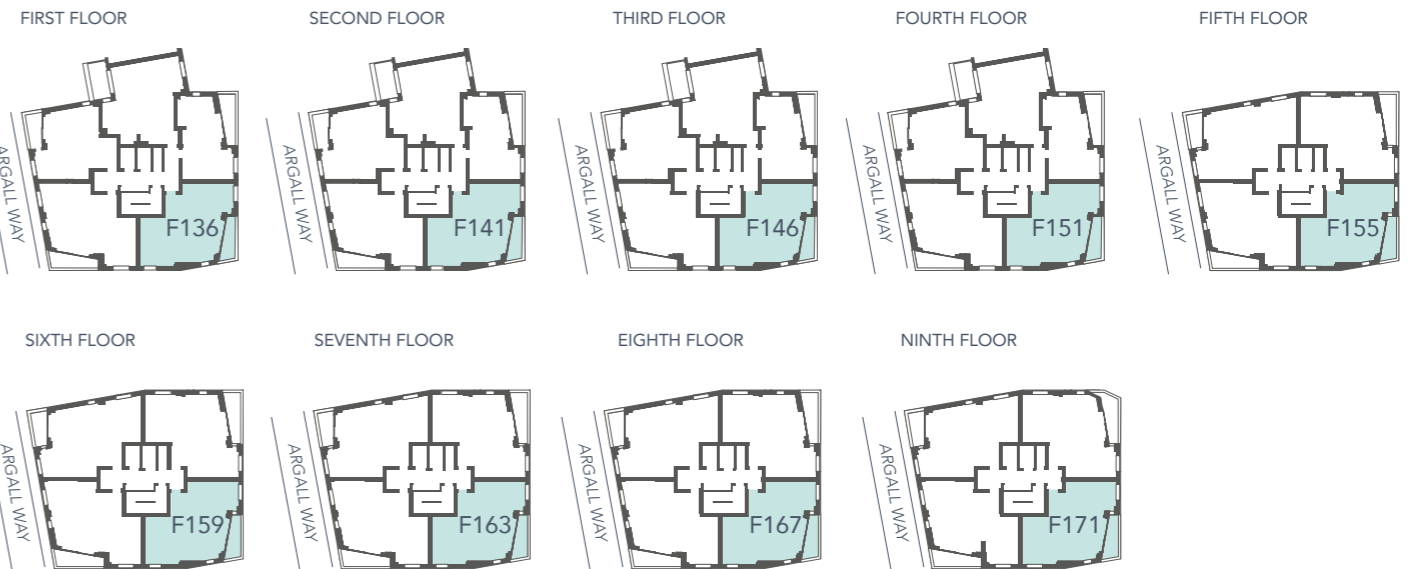 FIRST FLOOR
SECOND FLOOR
THIRD FLOOR
FOURTH FLOOR
FIFTH FLOOR
ARGALL WAY
F136
ARGALL WAY
F141
ARGALL WAY
F146
ARGALL WAY
F151
ARGALL WAY
F155
SIXTH FLOOR
SEVENTH FLOOR
EIGHTH FLOOR
NINTH FLOOR
ARGALL WAY
F159
ARGALL WAY
F163
ARGALL WAY
F167
ARGALL WAY
F171